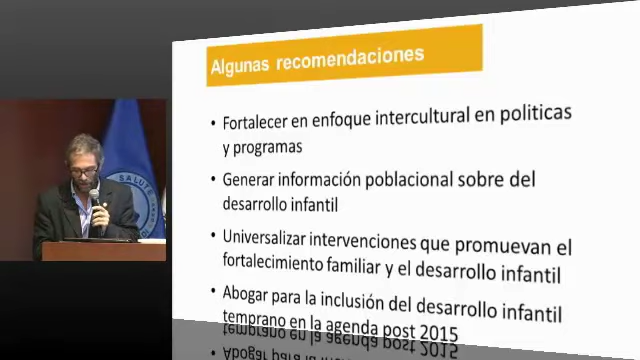 Algunas recomendaciones
• Fortalecer en enfoque intercultural en politicas
y programas
• Generar información poblacional sobre del
desarrollo infantil
• Universalizar intervenciones que promuevan el
fortalecimiento familiar y el desarrollo infantil
• Abogar para la inclusión del desarrollo infantil
temprano en la agenda post 2015
SALUTE